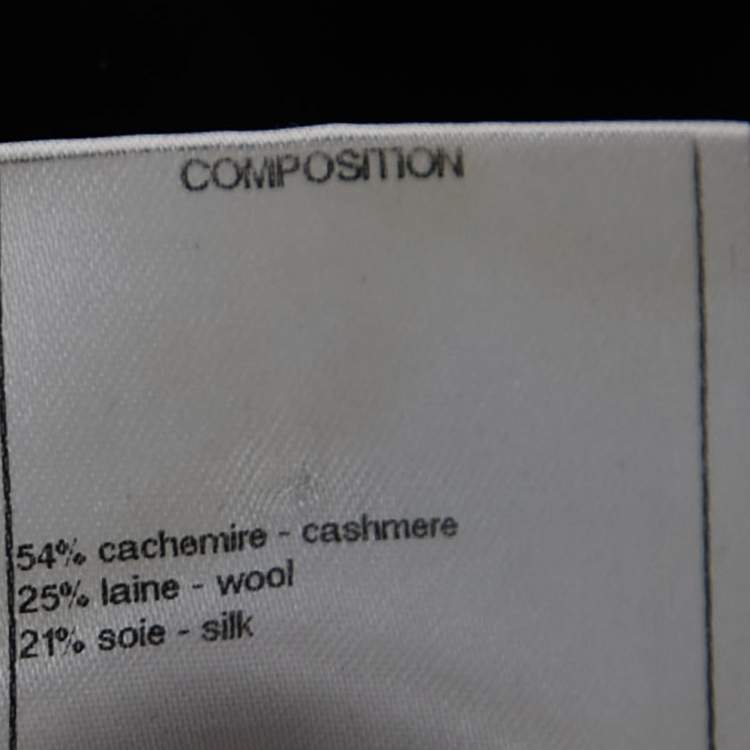 COMPOSITION
54% cachemire - cashmere
25% laine - wool
21% soie - silk